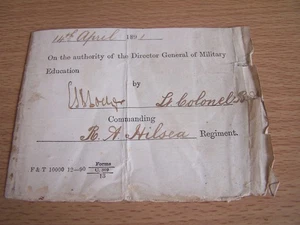 14th April 1891
On the authority of the Director General of Military
Education
by
Lt Colonel
Commanding
R A Hilsea Regiment.
F & T 10000 12—90 Forms
13